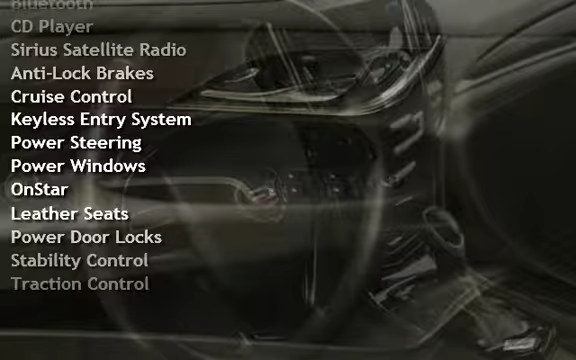 Bluetooth
CD Player
Sirius Satellite Radio
Anti-Lock Brakes
Cruise Control
Keyless Entry System
Power Steering
Power Windows
OnStar
Leather Seats
Power Door Locks
Stability Control
Traction Control